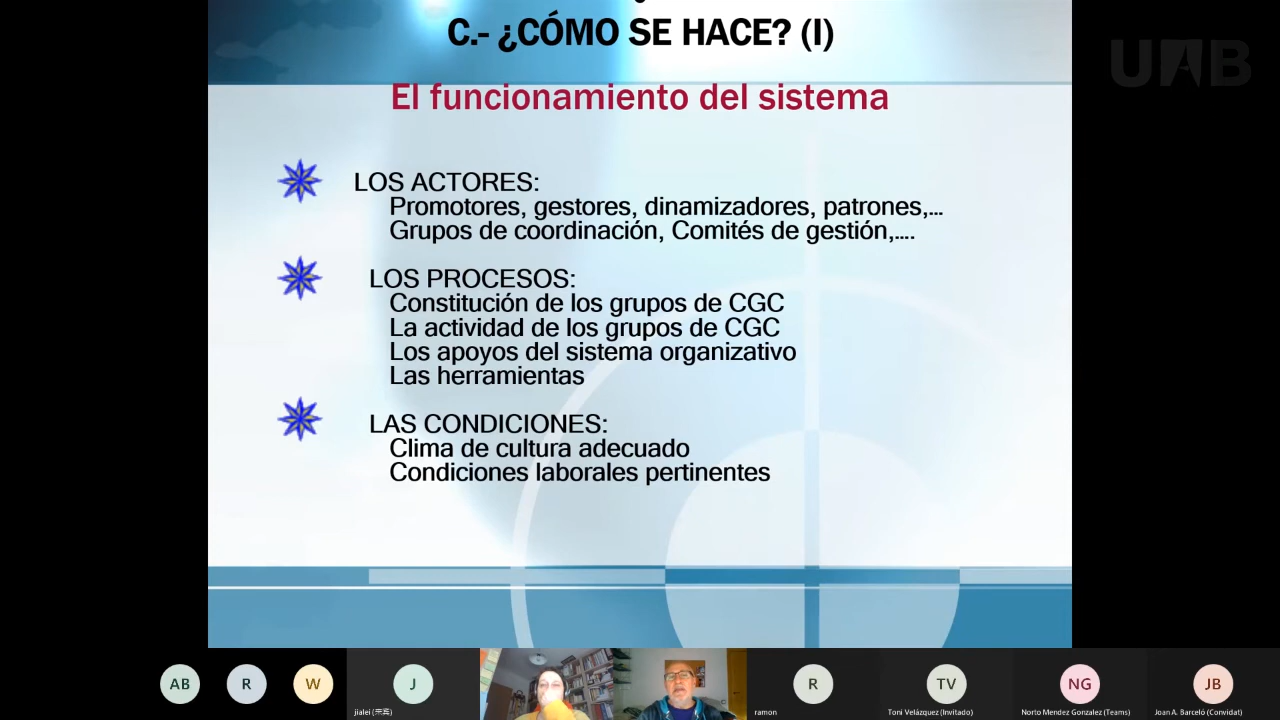 C.- ¿CÓMO SE HACE? (I)
UAB
El funcionamiento del sistema
LOS ACTORES:
Promotores, gestores, dinamizadores, patrones,...
Grupos de coordinación, Comités de gestión,....
LOS PROCESOS:
Constitución de los grupos de CGC
La actividad de los grupos de CGC
Los apoyos del sistema organizativo
Las herramientas
LAS CONDICIONES:
Clima de cultura adecuado
Condiciones laborales pertinentes
AB
R
W
J
R
TV
NG
JB
ramon
Toni Velázquez (Invitado)
Norto Mendez Gonzalez (Teams)
Joan A. Barceló (Convidat)